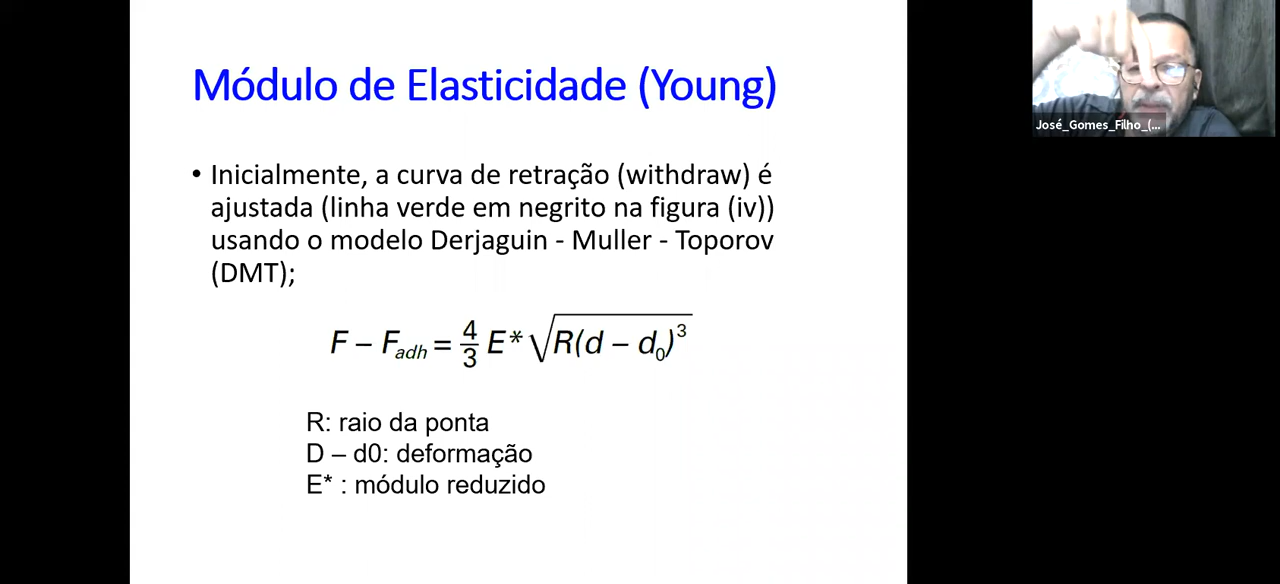 Módulo de Elasticidade (Young)
• Inicialmente, a curva de retração (withdraw) é
ajustada (linha verde em negrito na figura (iv))
usando o modelo Derjaguin - Muller - Toporov
(DMT);
F – F_adh = 4/3 E* √R(d – d₀)³
R: raio da ponta
D – d0: deformação
E* : módulo reduzido
José_Gomes_Filho_(...